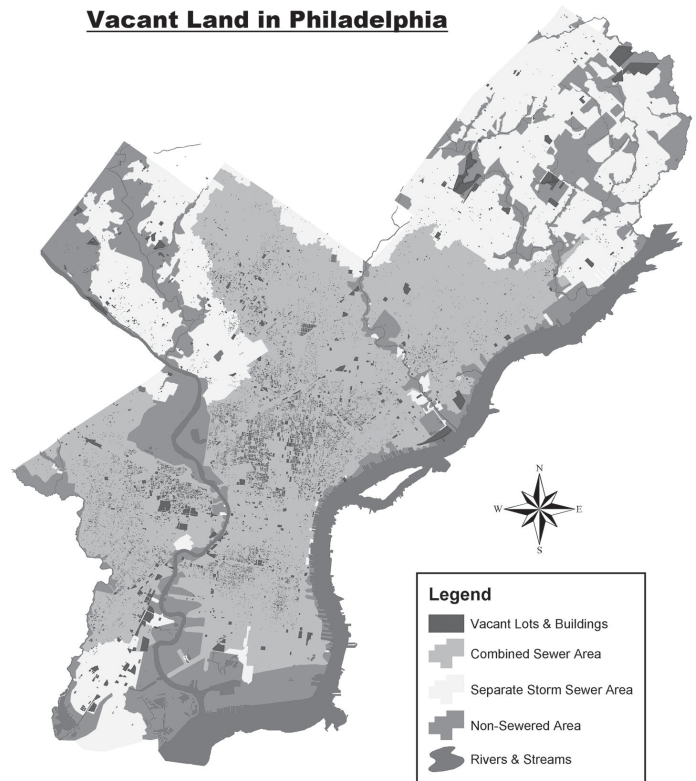 Vacant Land in Philadelphia
N
W E
S
Legend
Vacant Lots & Buildings
Combined Sewer Area
Separate Storm Sewer Area
Non-Sewered Area
Rivers & Streams